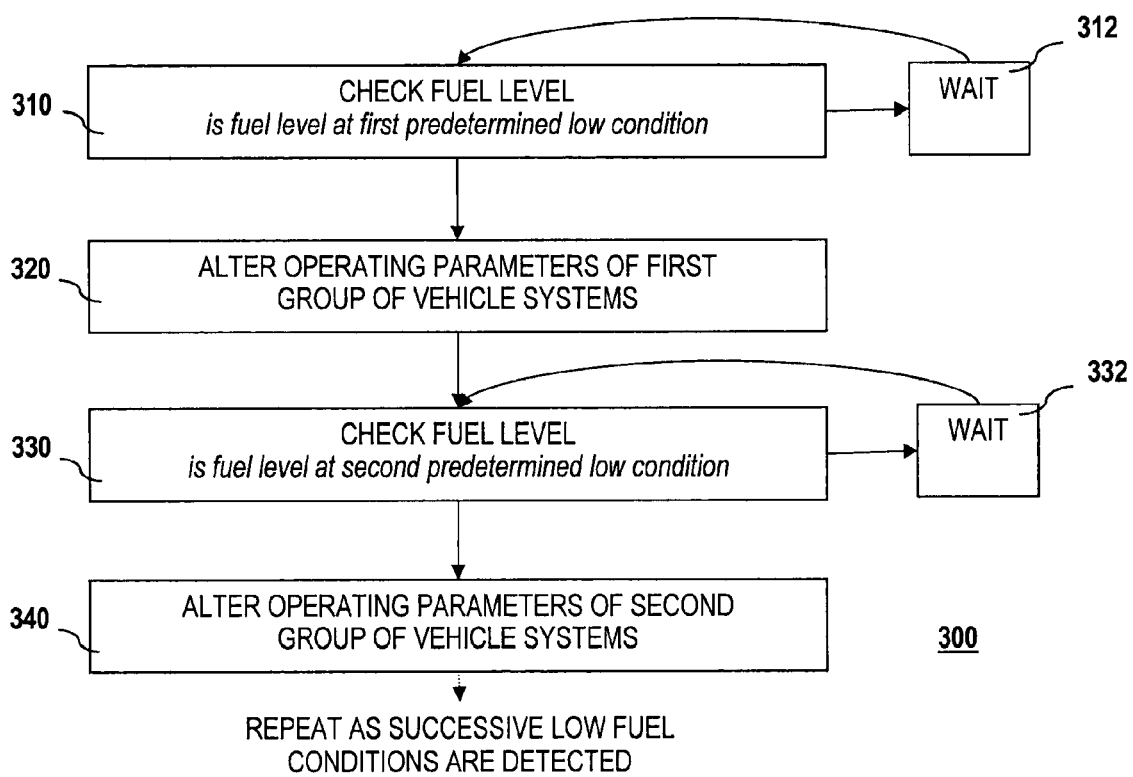 312
WAIT
CHECK FUEL LEVEL
310
is fuel level at first predetermined low condition
320
ALTER OPERATING PARAMETERS OF FIRST
GROUP OF VEHICLE SYSTEMS
332
WAIT
CHECK FUEL LEVEL
330
is fuel level at second predetermined low condition
340
ALTER OPERATING PARAMETERS OF SECOND
GROUP OF VEHICLE SYSTEMS
300
REPEAT AS SUCCESSIVE LOW FUEL
CONDITIONS ARE DETECTED